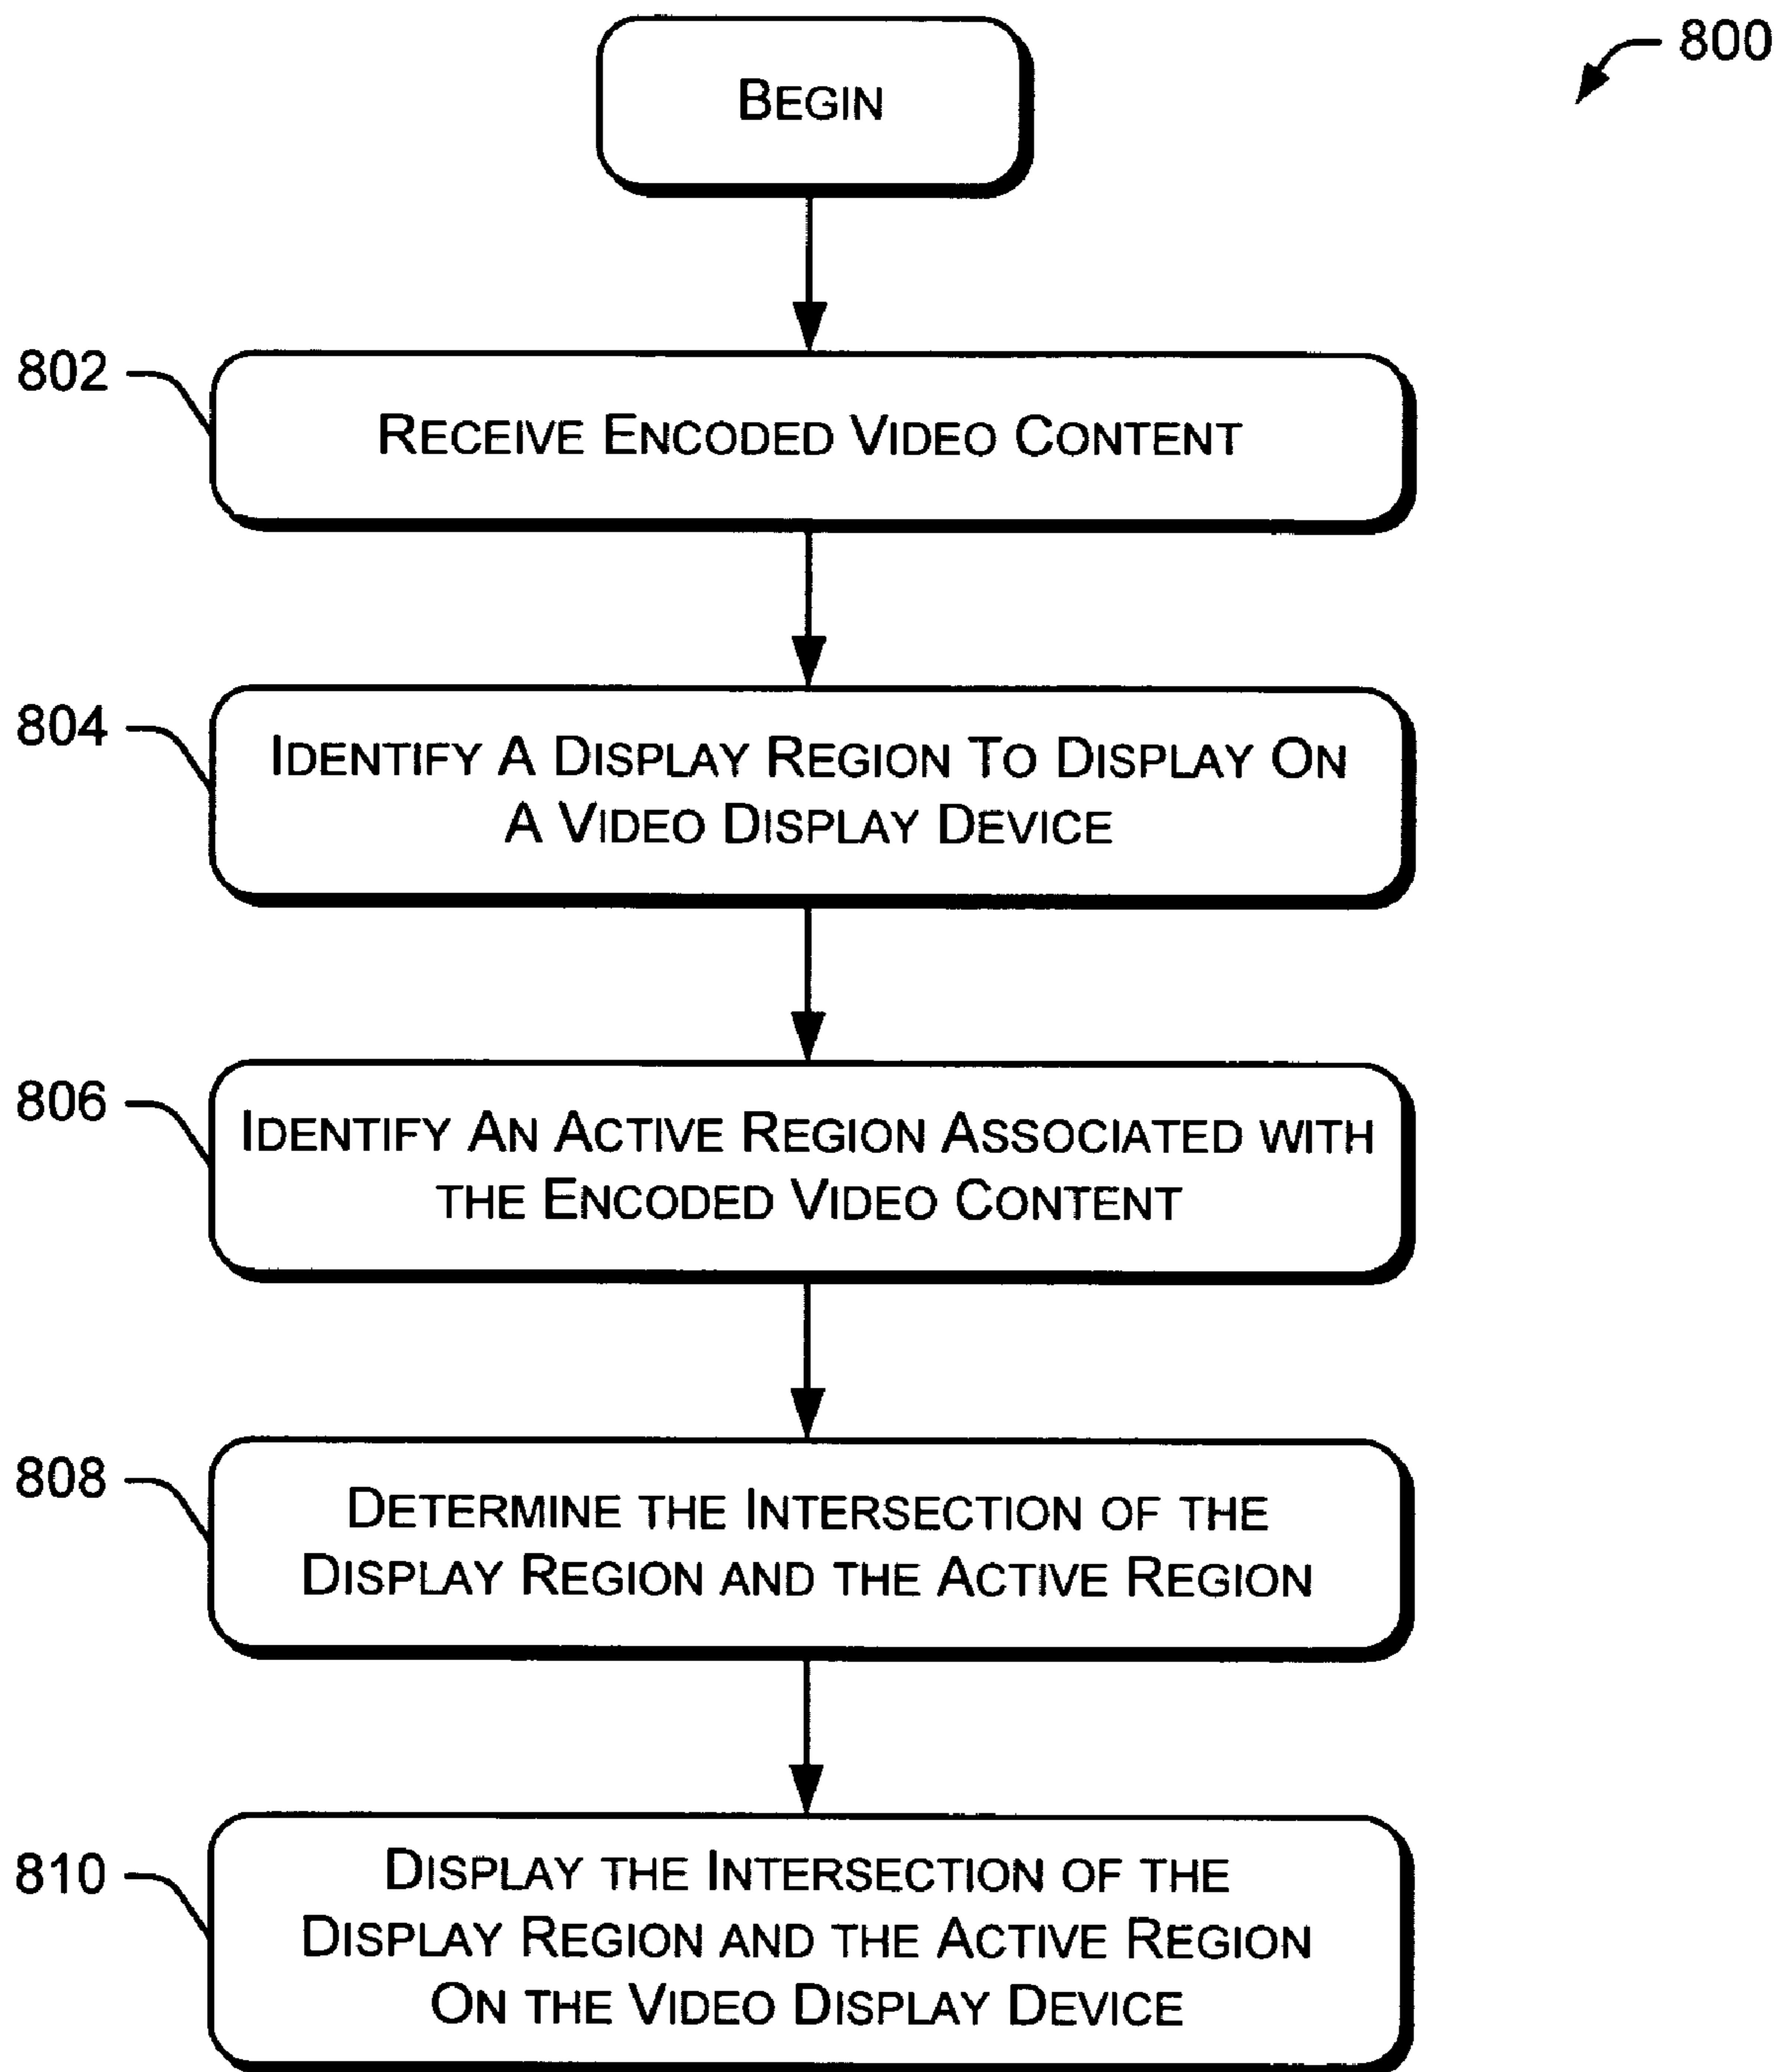 800
BEGIN
802
RECEIVE ENCODED VIDEO CONTENT
804
IDENTIFY A DISPLAY REGION TO DISPLAY ON
A VIDEO DISPLAY DEVICE
806
IDENTIFY AN ACTIVE REGION ASSOCIATED WITH
THE ENCODED VIDEO CONTENT
808
DETERMINE THE INTERSECTION OF THE
DISPLAY REGION AND THE ACTIVE REGION
810
DISPLAY THE INTERSECTION OF THE
DISPLAY REGION AND THE ACTIVE REGION
ON THE VIDEO DISPLAY DEVICE